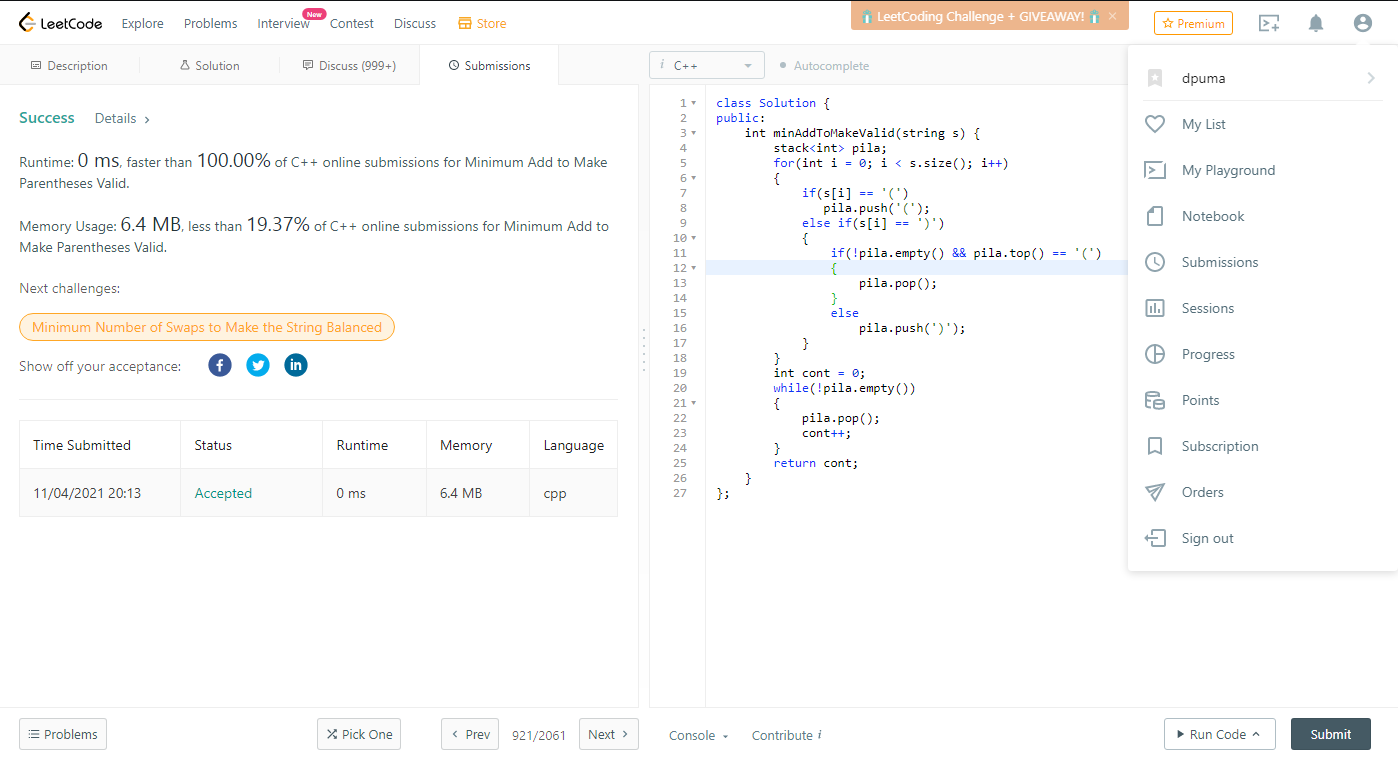 LeetCode Explore Problems Interview New Contest Discuss Store LeetCoding Challenge + GIVEAWAY! × Premium
Description Solution Discuss (999+) Submissions
i C++ Autocomplete
Success Details
Runtime: 0 ms, faster than 100.00% of C++ online submissions for Minimum Add to Make
Parentheses Valid.
Memory Usage: 6.4 MB, less than 19.37% of C++ online submissions for Minimum Add to
Make Parentheses Valid.
Next challenges:
Minimum Number of Swaps to Make the String Balanced
Show off your acceptance:
Time Submitted Status Runtime Memory Language
11/04/2021 20:13 Accepted 0 ms 6.4 MB cpp
1 class Solution {
2 public:
3     int minAddToMakeValid(string s) {
4         stack<int> pila;
5         for(int i = 0; i < s.size(); i++)
6         {
7             if(s[i] == '(')
8                pila.push('(');
9             else if(s[i] == ')')
10             {
11                 if(!pila.empty() && pila.top() == '(')
12                 {
13                     pila.pop();
14                 }
15                 else
16                     pila.push(')');
17             }
18         }
19         int cont = 0;
20         while(!pila.empty())
21         {
22             pila.pop();
23             cont++;
24         }
25         return cont;
26     }
27 };
dpuma
My List
My Playground
Notebook
Submissions
Sessions
Progress
Points
Subscription
Orders
Sign out
Problems Pick One Prev 921/2061 Next Console Contribute i Run Code Submit